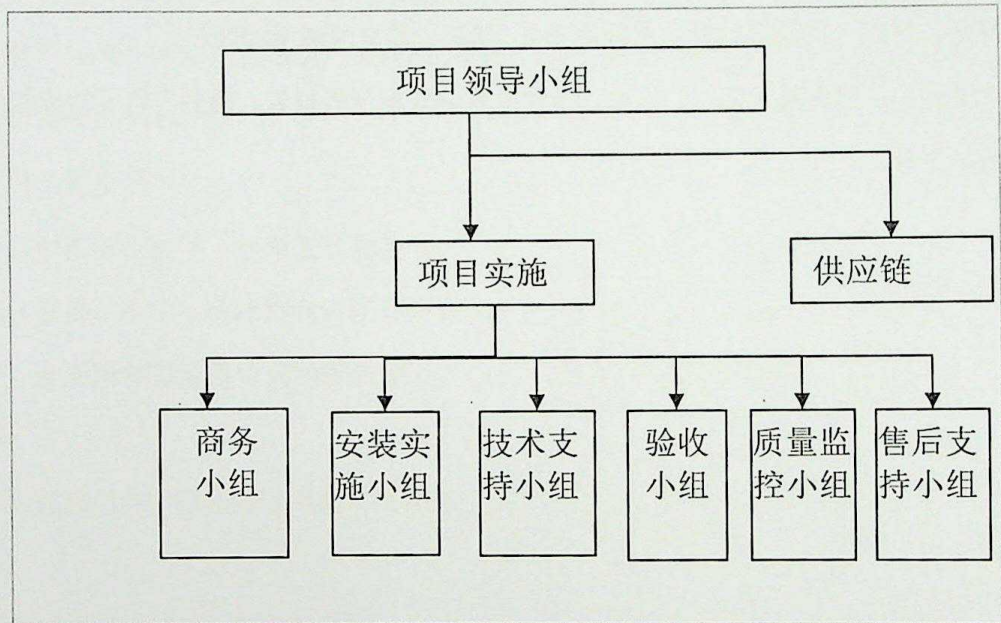 项目领导小组
项目实施
供应链
商务
小组
安装实
施小组
技术支
持小组
验收
小组
质量监
控小组
售后支
持小组